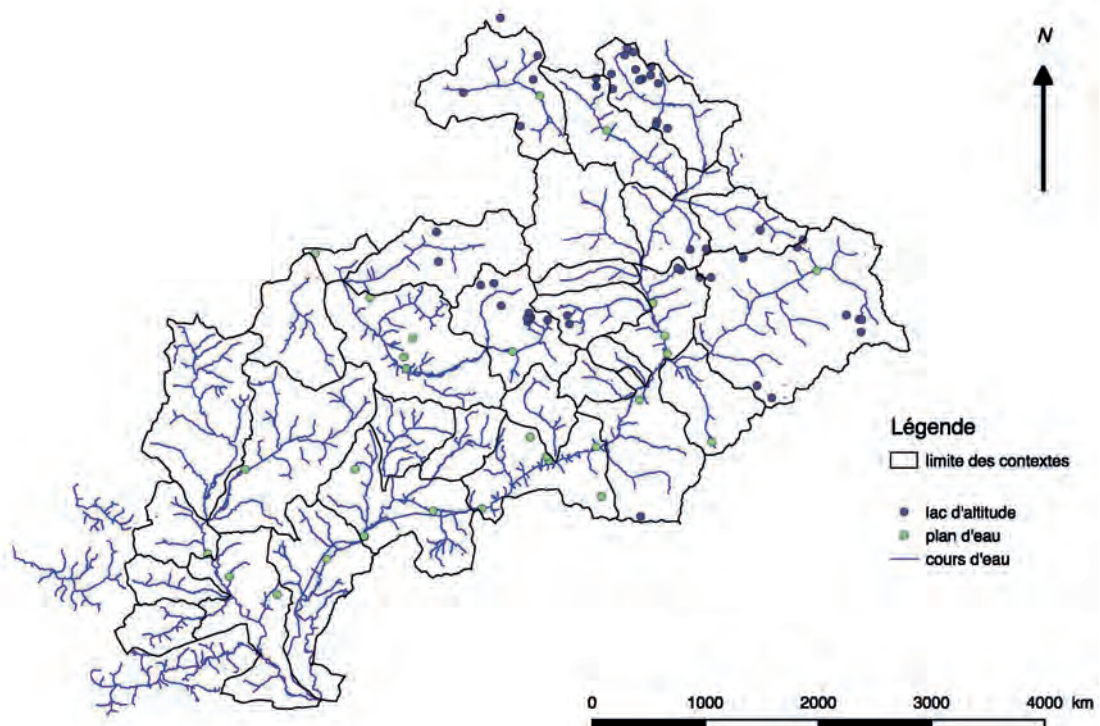 N
Légende
limite des contextes
lac d'altitude
plan d'eau
cours d'eau
0 1000 2000 3000 4000 km